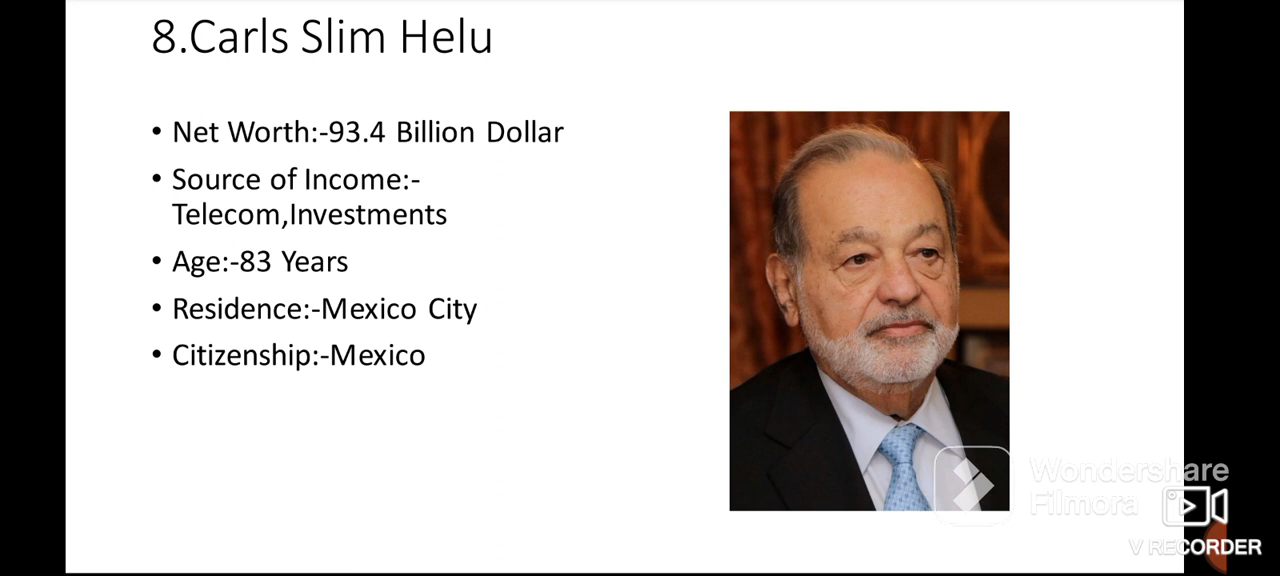 8.Carls Slim Helu
• Net Worth:-93.4 Billion Dollar
• Source of Income:-
Telecom,Investments
• Age:-83 Years
• Residence:-Mexico City
• Citizenship:-Mexico
Wondershare
Filmora
V RECORDER